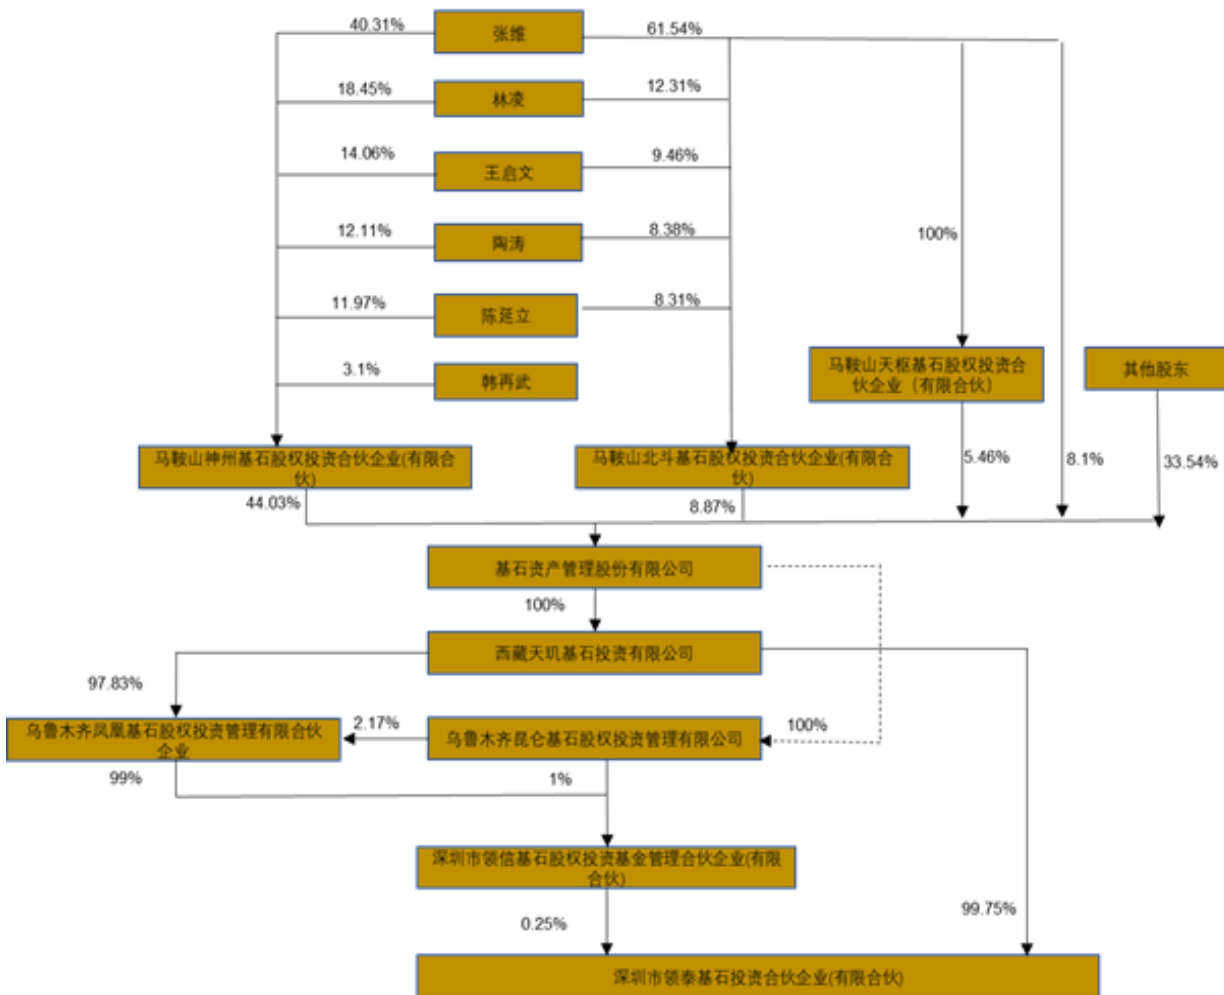 40.31%
张维
61.54%
18.45%
林凌
12.31%
14.06%
王启文
9.46%
12.11%
陶涛
8.38%
100%
11.97%
陈延立
8.31%
3.1%
韩再武
马鞍山天枢基石股权投资合
伙企业（有限合伙）
其他股东
马鞍山神州基石股权投资合伙企业(有限合
伙)
马鞍山北斗基石股权投资合伙企业(有限合
伙)
5.46%
8.1%
33.54%
44.03%
8.87%
基石资产管理股份有限公司
100%
西藏天玑基石投资有限公司
97.83%
乌鲁木齐凤凰基石股权投资管理有限合伙
企业
2.17%
乌鲁木齐昆仑基石股权投资管理有限公司
100%
99%
1%
深圳市领信基石股权投资基金管理合伙企业(有限
合伙)
0.25%
99.75%
深圳市领泰基石投资合伙企业(有限合伙)